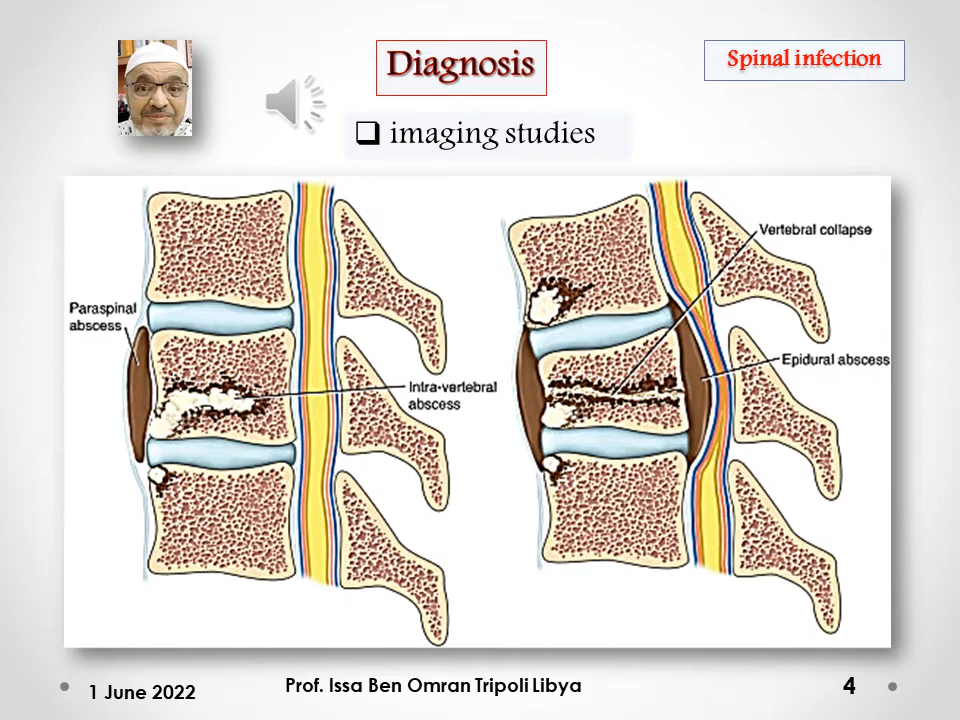 Diagnosis
Spinal infection
imaging studies
Paraspinal
abscess
Intra-vertebral
abscess
Vertebral collapse
Epidural abscess
1 June 2022
Prof. Issa Ben Omran Tripoli Libya
4